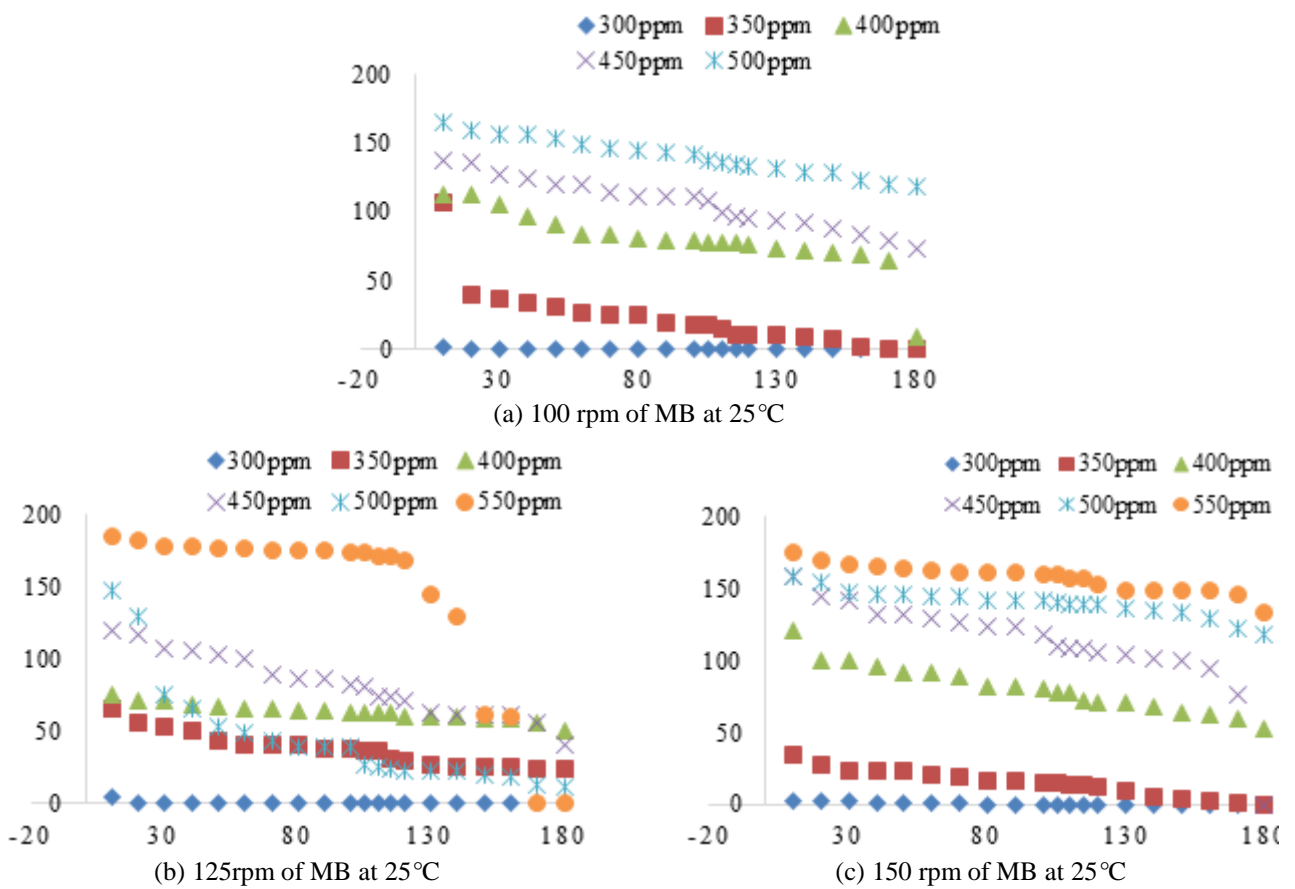 300ppm 350ppm 400ppm
450ppm 500ppm
200
150
100
50
0
-20 30 80 130 180
(a) 100 rpm of MB at 25°C
300ppm 350ppm 400ppm
450ppm 500ppm 550ppm
200
150
100
50
0
-20 30 80 130 180
(b) 125rpm of MB at 25°C
300ppm 350ppm 400ppm
450ppm 500ppm 550ppm
200
150
100
50
0
-20 30 80 130 180
(c) 150 rpm of MB at 25°C